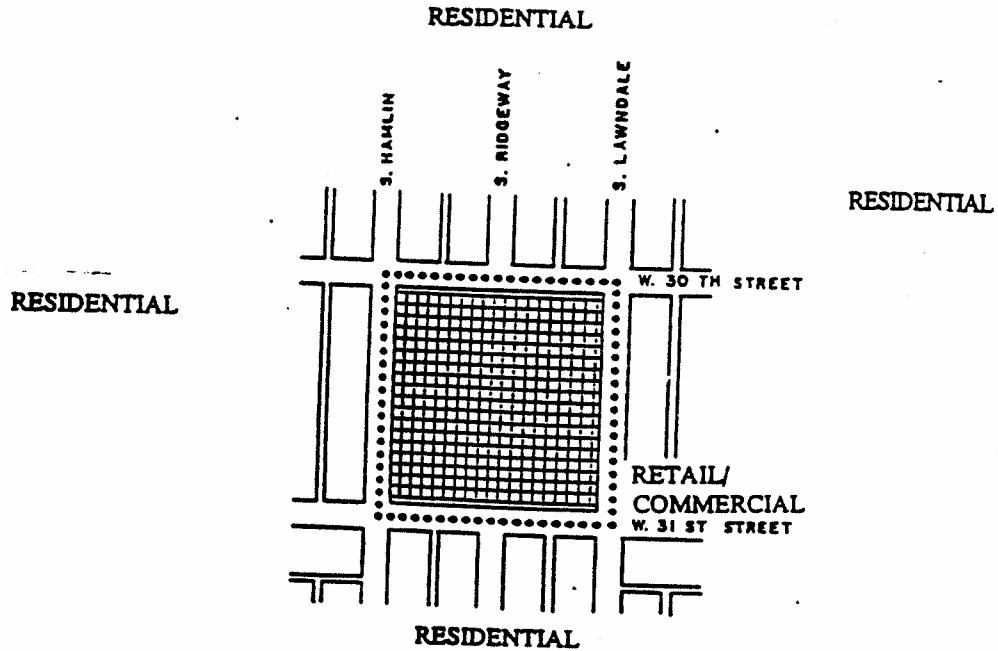 RESIDENTIAL
S. HAMLIN
S. RIDGEWAY
S. LAWNDALE
RESIDENTIAL
W. 30 TH STREET
RESIDENTIAL
RETAIL/
COMMERCIAL
W. 31 ST STREET
RESIDENTIAL